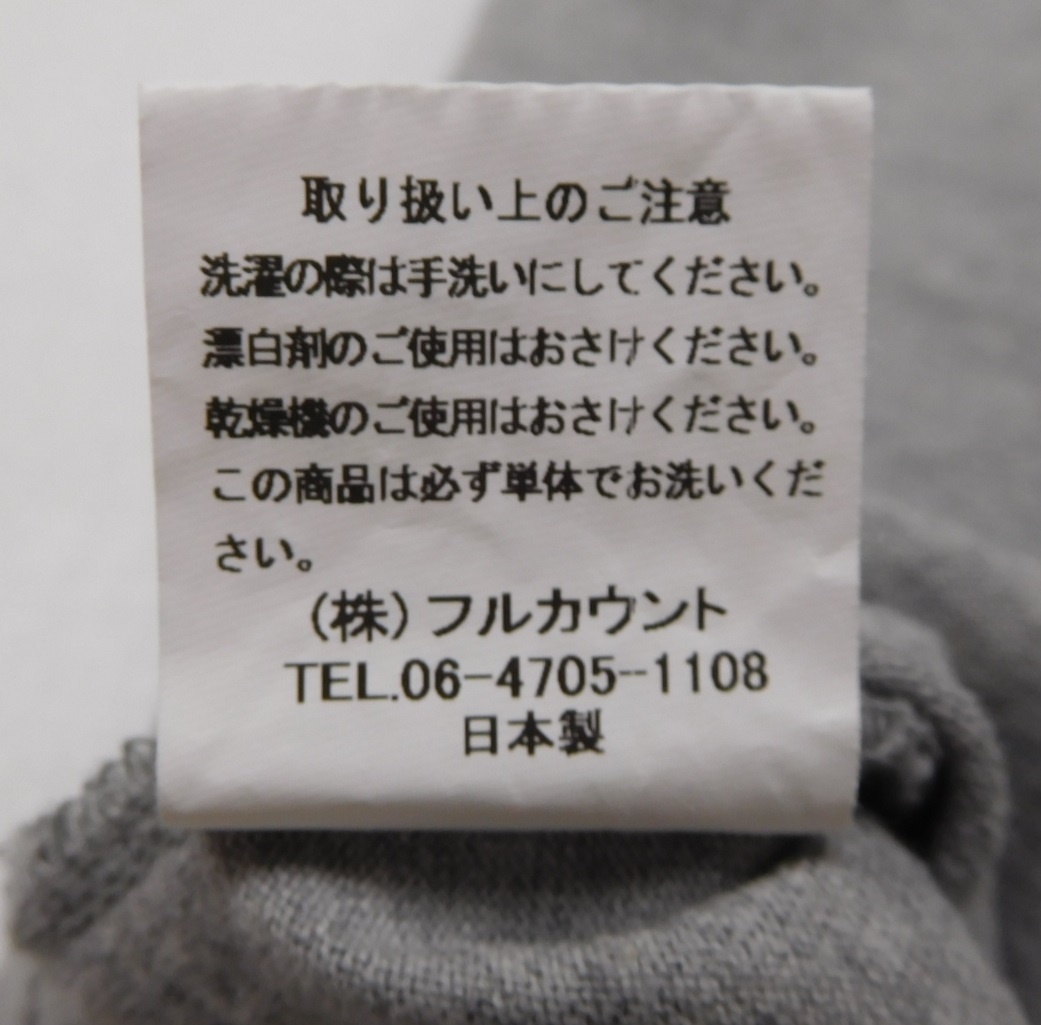 取り扱い上のご注意
洗濯の際は手洗いにしてください。
漂白剤のご使用はおさけください。
乾燥機のご使用はおさけください。
この商品は必ず単体でお洗いくだ
さい。
(株)フルカウント
TEL.06-4705-1108
日本製